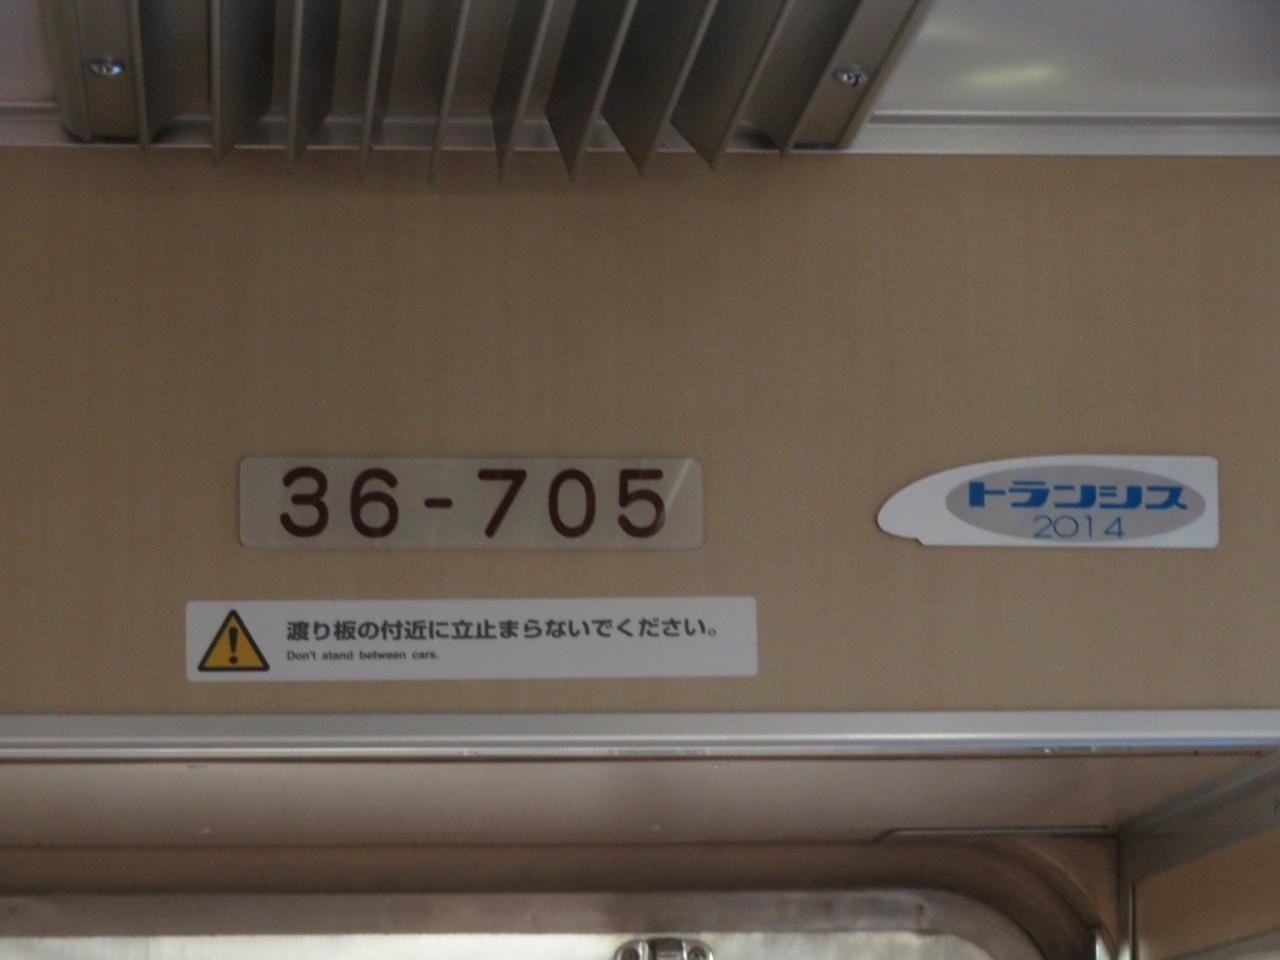 36-705
トランシス
2014
渡り板の付近に立止まらないでください。
Don't stand between cars.